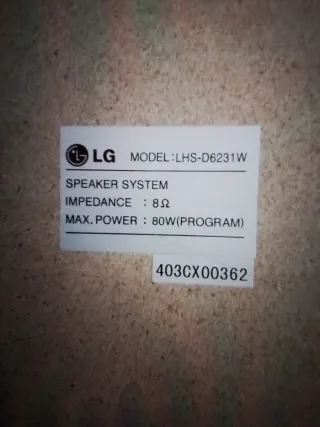 LG MODEL:LHS-D6231W
SPEAKER SYSTEM
IMPEDANCE : 8Ω
MAX. POWER : 80W(PROGRAM)
403CX00362